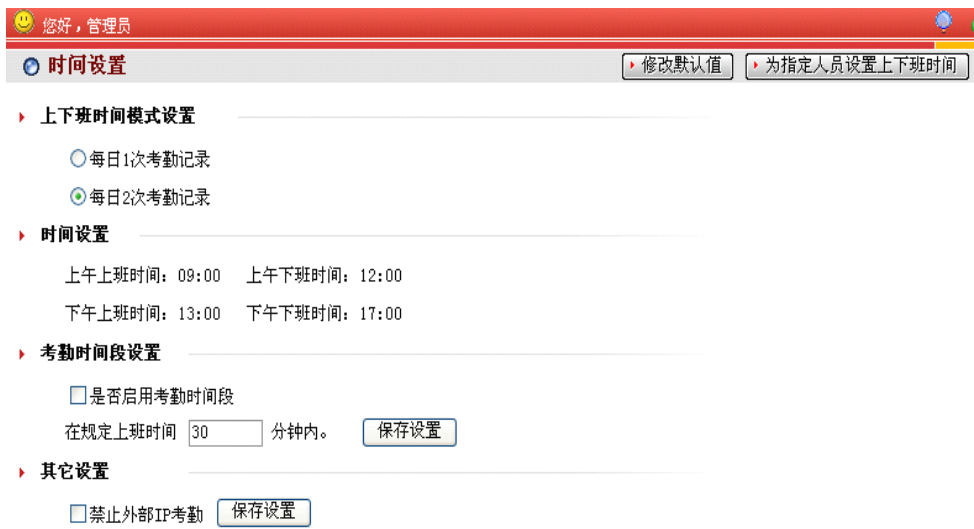 您好，管理员
时间设置 修改默认值 为指定人员设置上下班时间
上下班时间模式设置
每日1次考勤记录
每日2次考勤记录
时间设置
上午上班时间：09:00 上午下班时间：12:00
下午上班时间：13:00 下午下班时间：17:00
考勤时间段设置
是否启用考勤时间段
在规定上班时间 30 分钟内。 保存设置
其它设置
禁止外部IP考勤 保存设置